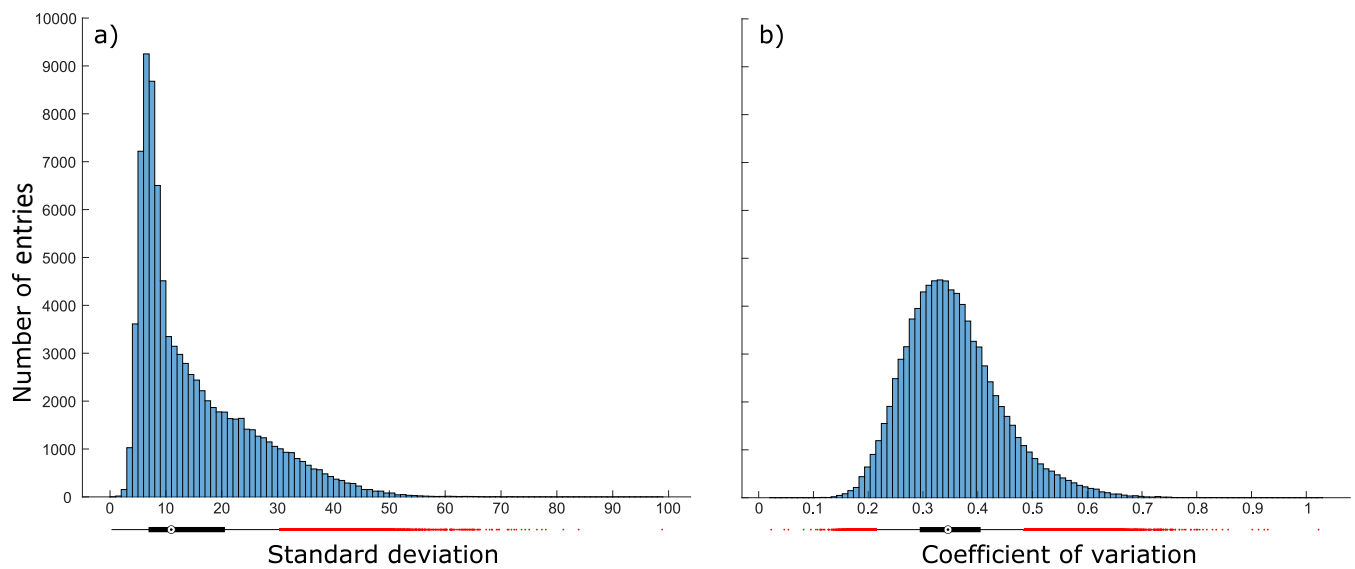 a)
10000
9000
8000
7000
6000
5000
4000
3000
2000
1000
0
Number of entries
0 10 20 30 40 50 60 70 80 90 100
Standard deviation
b)
0 0.1 0.2 0.3 0.4 0.5 0.6 0.7 0.8 0.9 1
Coefficient of variation